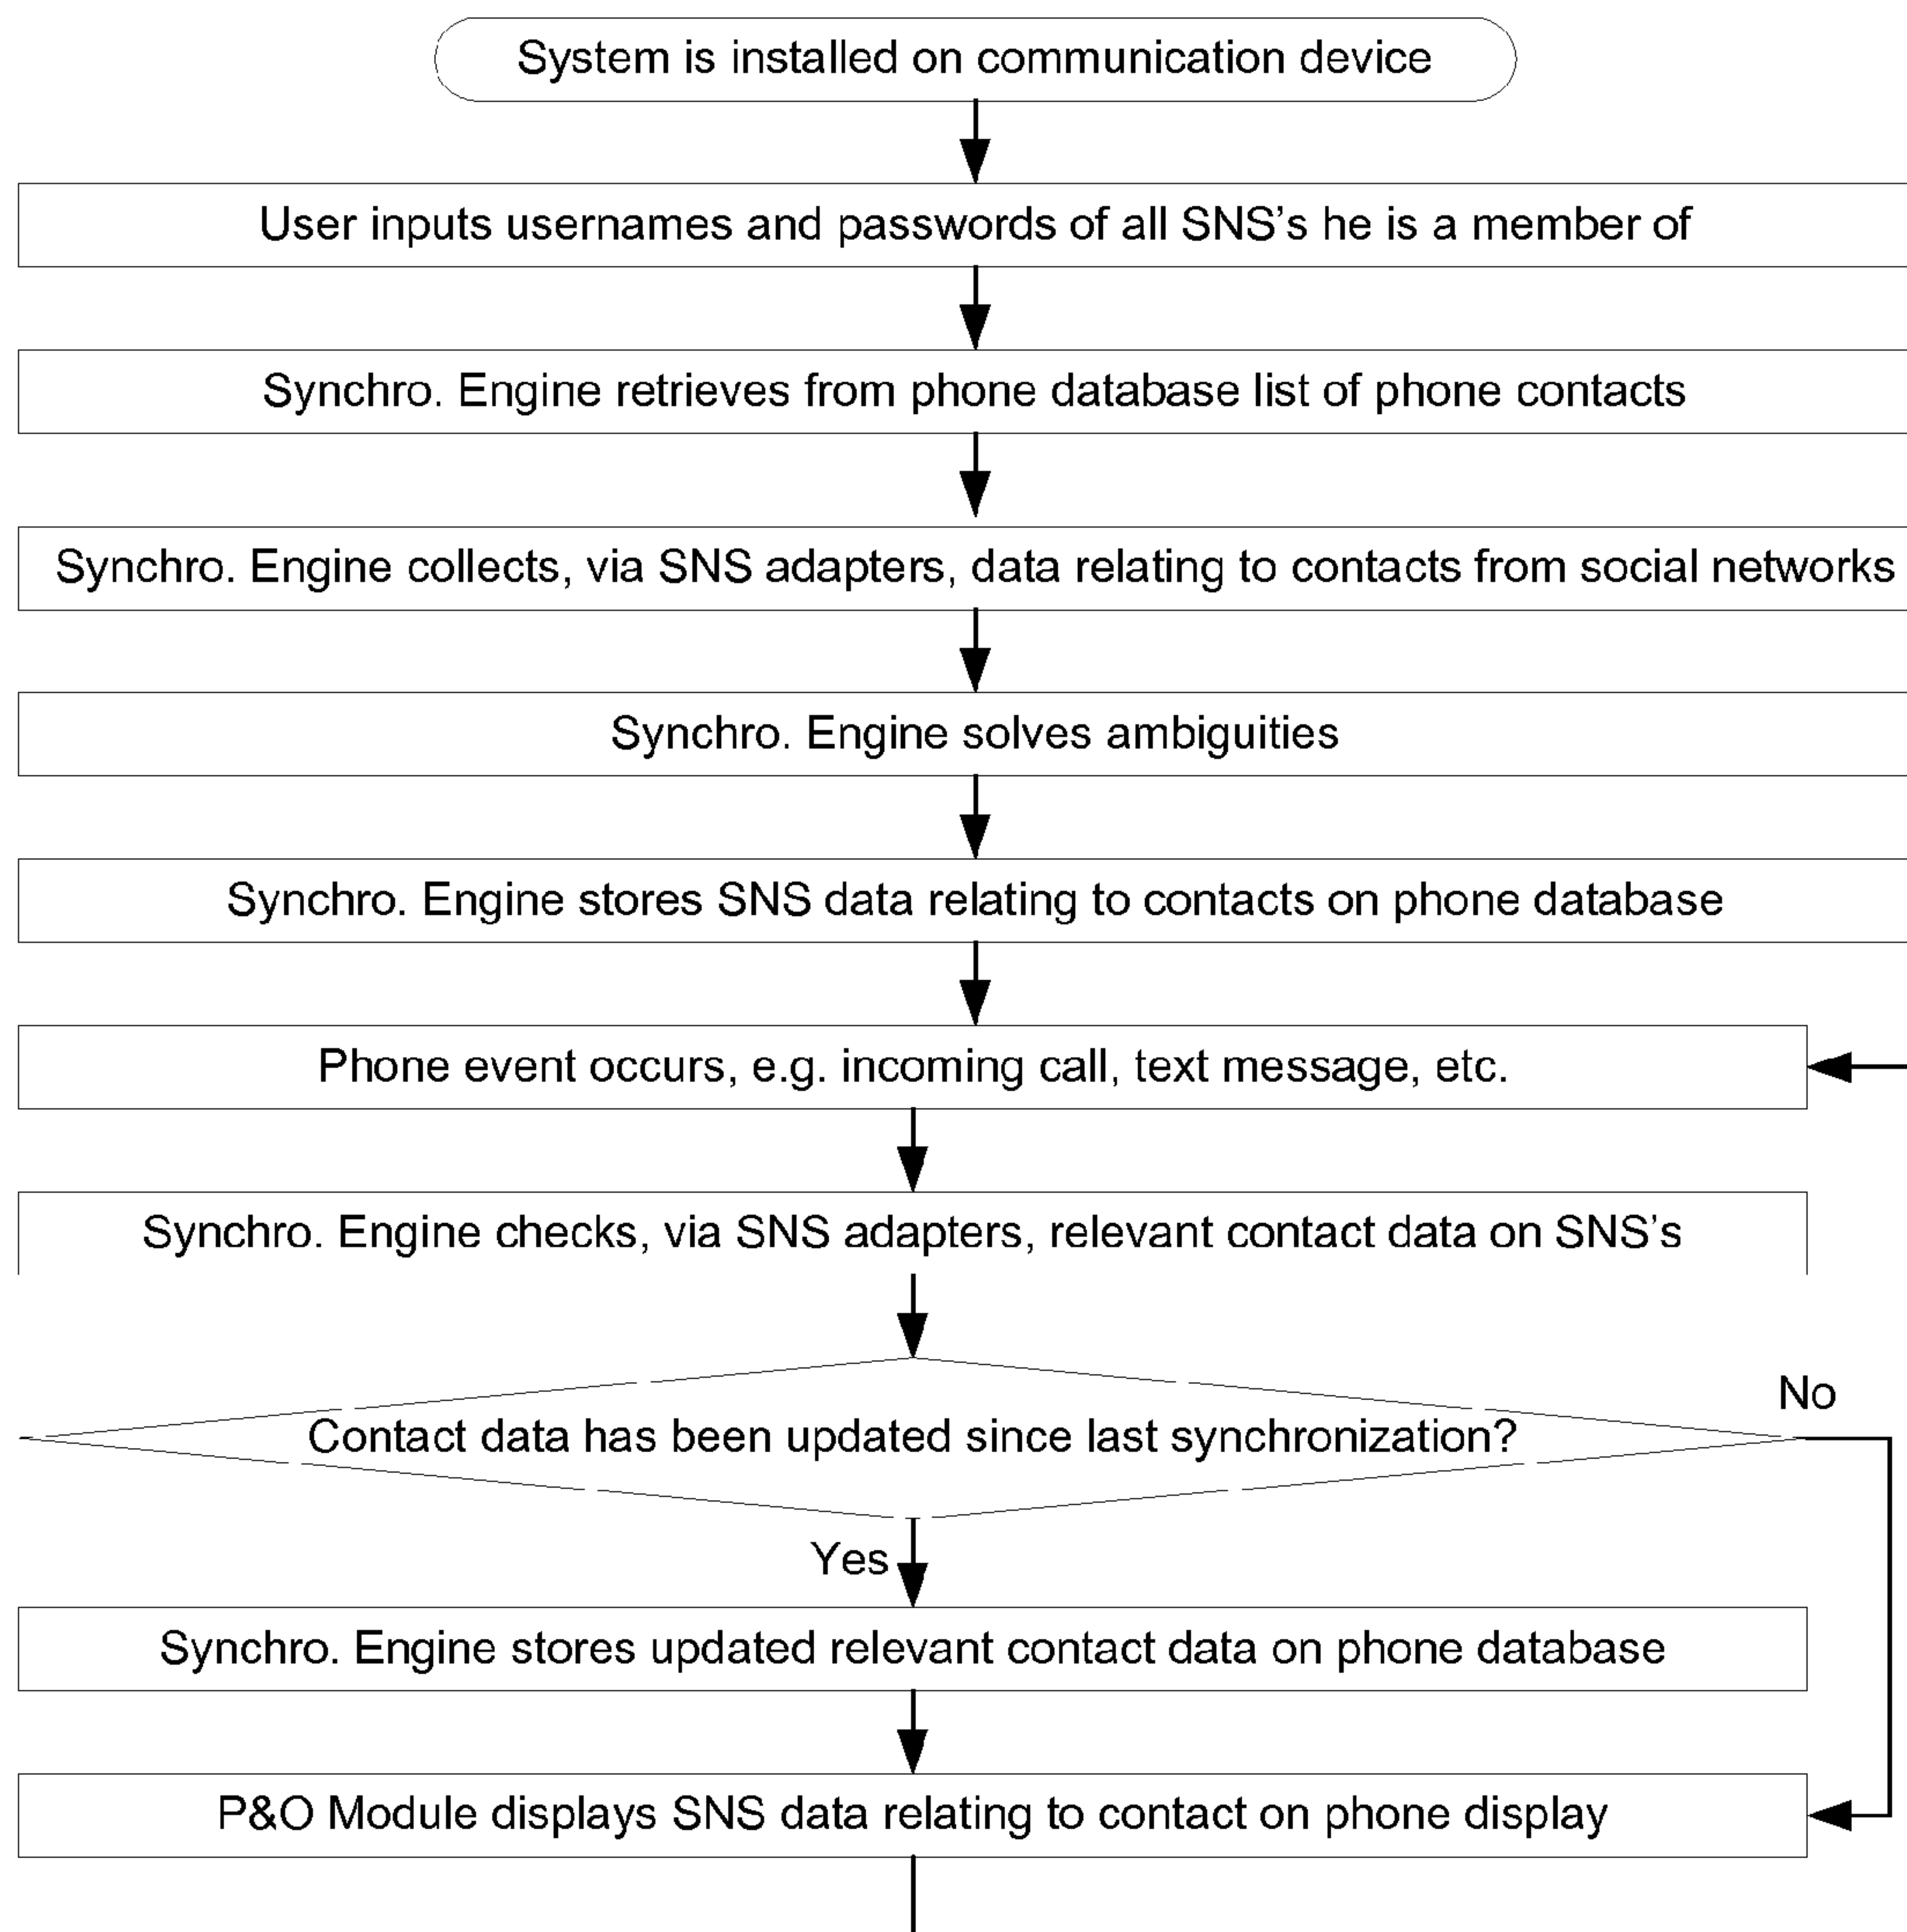 System is installed on communication device
User inputs usernames and passwords of all SNS's he is a member of
Synchro. Engine retrieves from phone database list of phone contacts
Synchro. Engine collects, via SNS adapters, data relating to contacts from social networks
Synchro. Engine solves ambiguities
Synchro. Engine stores SNS data relating to contacts on phone database
Phone event occurs, e.g. incoming call, text message, etc.
Synchro. Engine checks, via SNS adapters, relevant contact data on SNS's
No
Contact data has been updated since last synchronization?
Yes
Synchro. Engine stores updated relevant contact data on phone database
P&O Module displays SNS data relating to contact on phone display